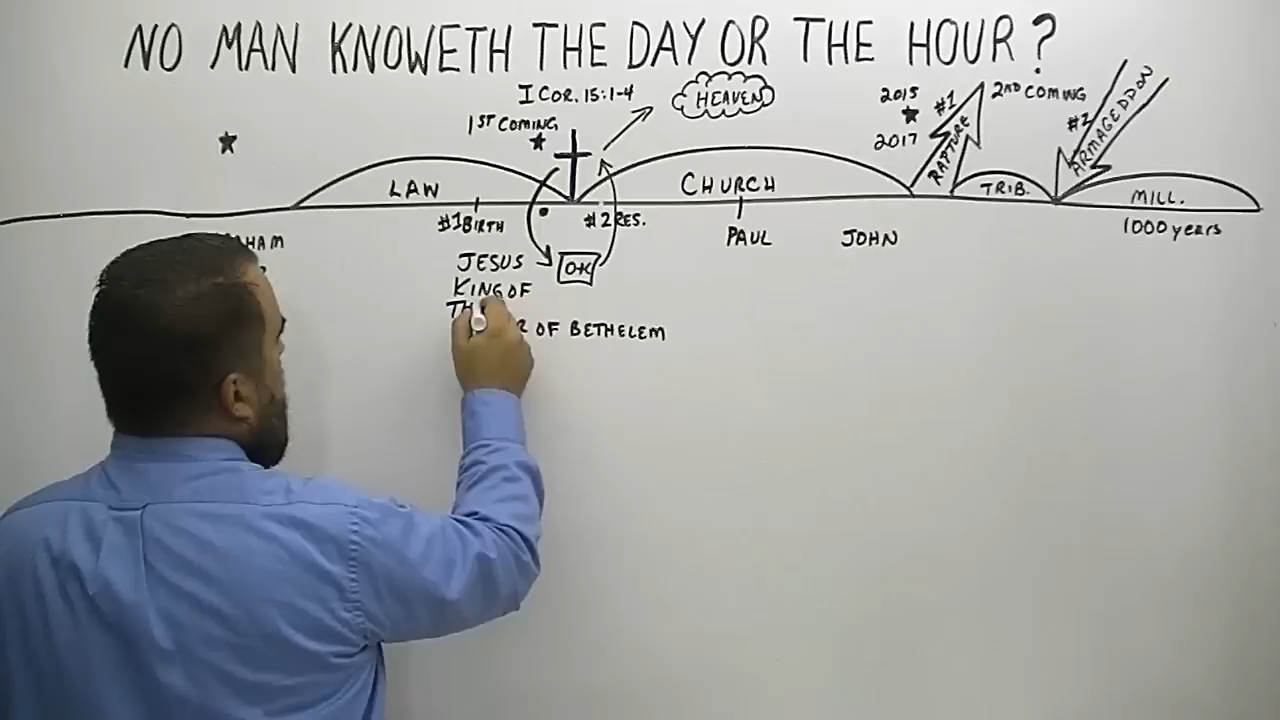 NO MAN KNOWETH THE DAY OR THE HOUR?
I COR. 15:1-4
HEAVEN
1ST COMING
2015
2017
#1
RAPTURE
2ND COMING
#2
ARMAGEDDON
LAW
CHURCH
TRIB.
MILL.
#1 BIRTH
#2 RES.
PAUL
JOHN
1000 years
JESUS
KING OF
OK
OF BETHELEM